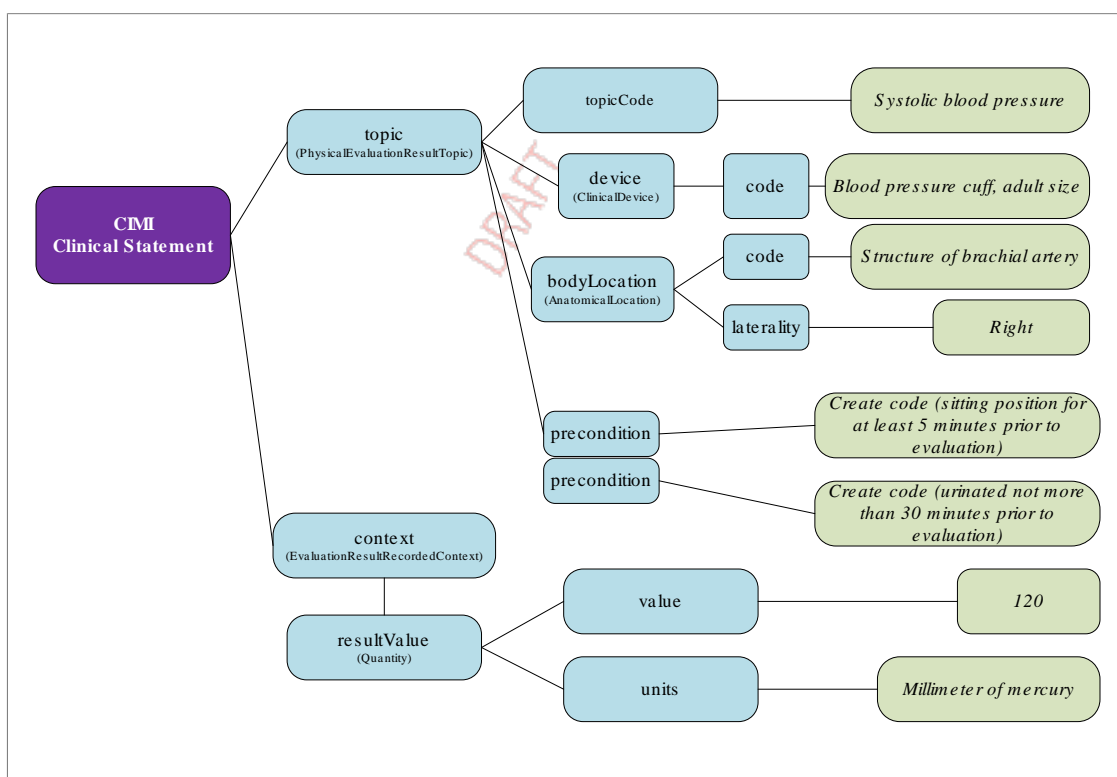 CIMI
Clinical Statement
topic
(PhysicalEvaluationResultTopic)
topicCode
Systolic blood pressure
device
(ClinicalDevice)
code
Blood pressure cuff, adult size
DRAFT
bodyLocation
(AnatomicalLocation)
code
Structure of brachial artery
laterality
Right
precondition
Create code (sitting position for
at least 5 minutes prior to
evaluation)
precondition
Create code (urinated not more
than 30 minutes prior to
evaluation)
context
(EvaluationResultRecordedContext)
resultValue
(Quantity)
value
120
units
Millimeter of mercury